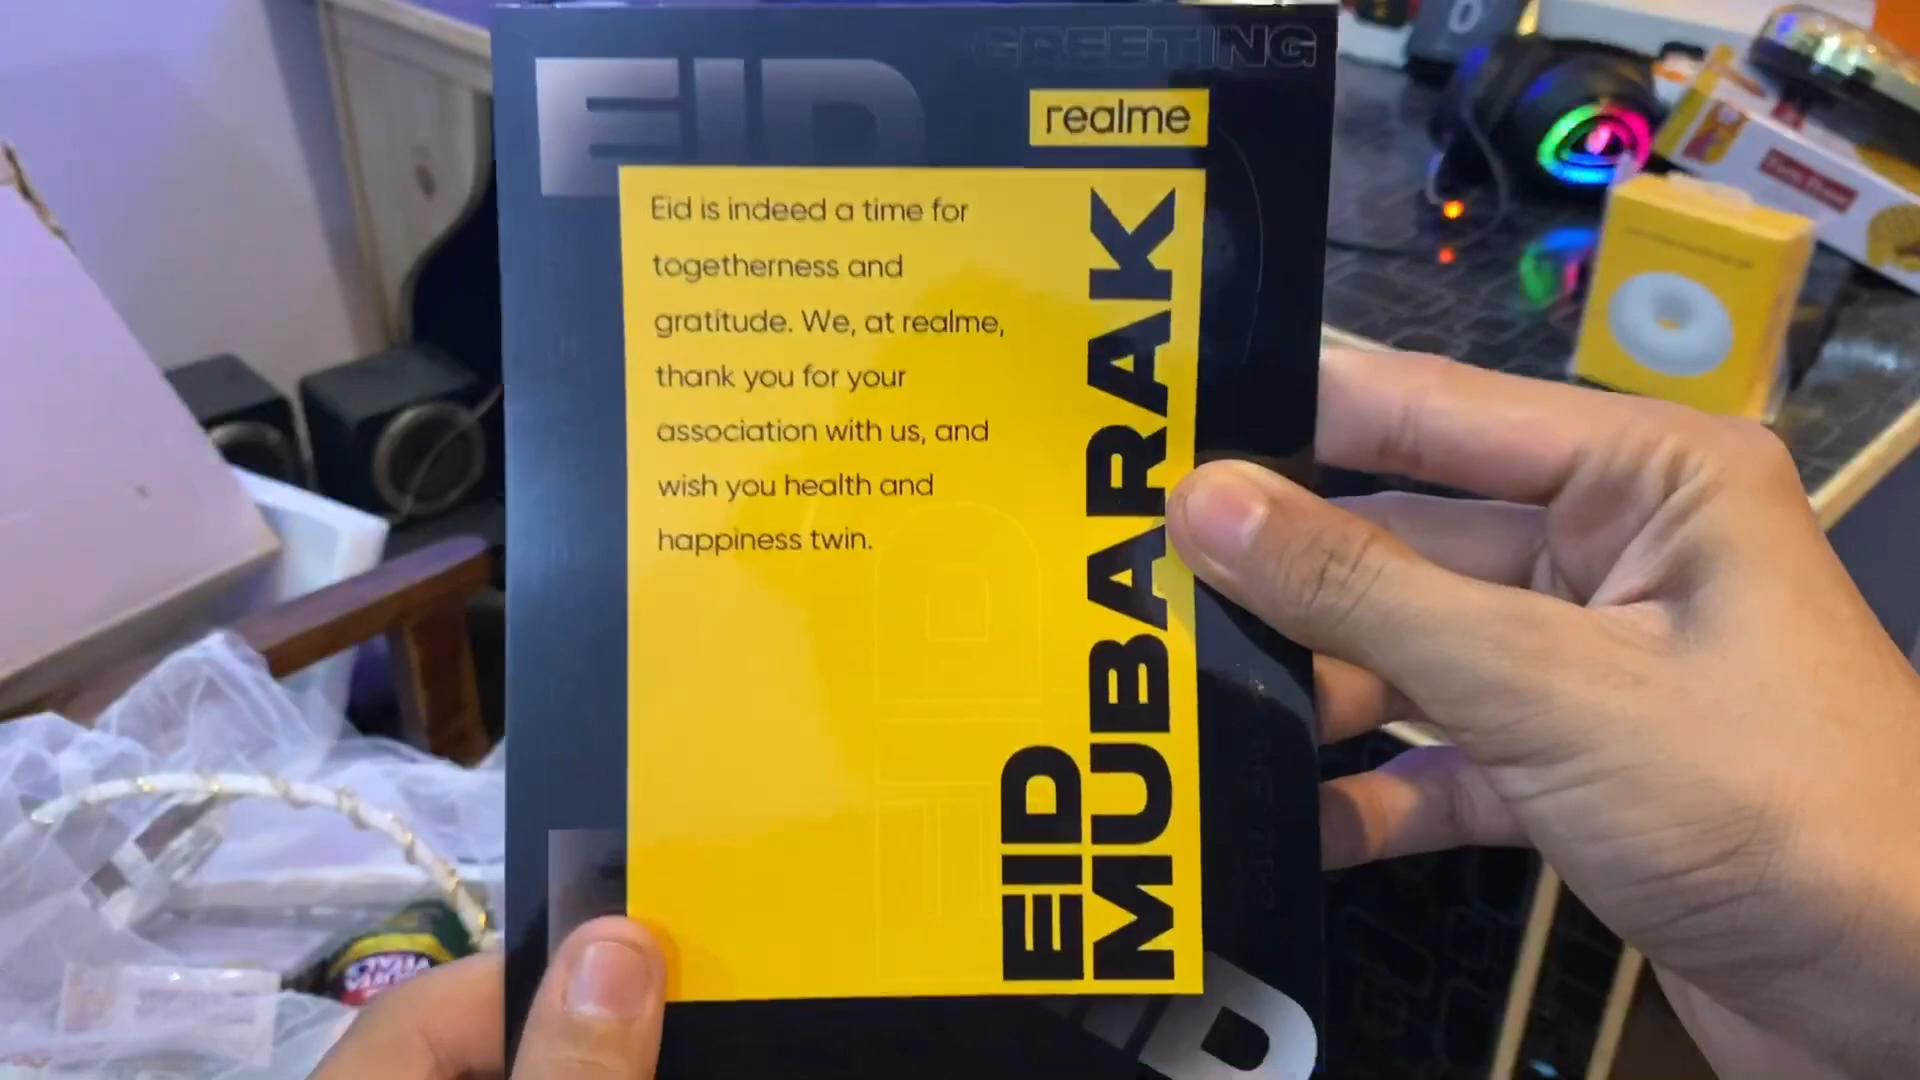 GREETING
EID
realme
Eid is indeed a time for
togetherness and
gratitude. We, at realme,
thank you for your
association with us, and
wish you health and
happiness twin.
EID
MUBARAK